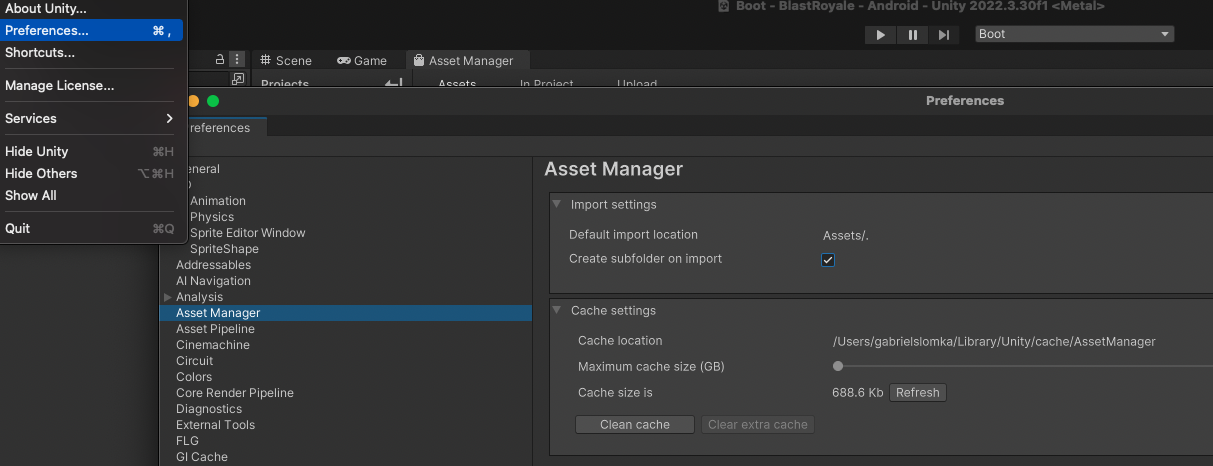 About Unity...
Preferences... ⌘ ,
Shortcuts...
Manage License...
Services
Hide Unity ⌘H
Hide Others ⌥⌘H
Show All
Quit ⌘Q
Boot - BlastRoyale - Android - Unity 2022.3.30f1 <Metal>
Boot
Scene
Game
Asset Manager
Projects
Assets
In Project
Upload
Preferences
references
eneral
Animation
Physics
Sprite Editor Window
SpriteShape
Addressables
AI Navigation
Analysis
Asset Manager
Asset Pipeline
Cinemachine
Circuit
Colors
Core Render Pipeline
Diagnostics
External Tools
FLG
GI Cache
Asset Manager
Import settings
Default import location Assets/.
Create subfolder on import
Cache settings
Cache location /Users/gabrielslomka/Library/Unity/cache/AssetManager
Maximum cache size (GB)
Cache size is 688.6 Kb Refresh
Clean cache Clear extra cache